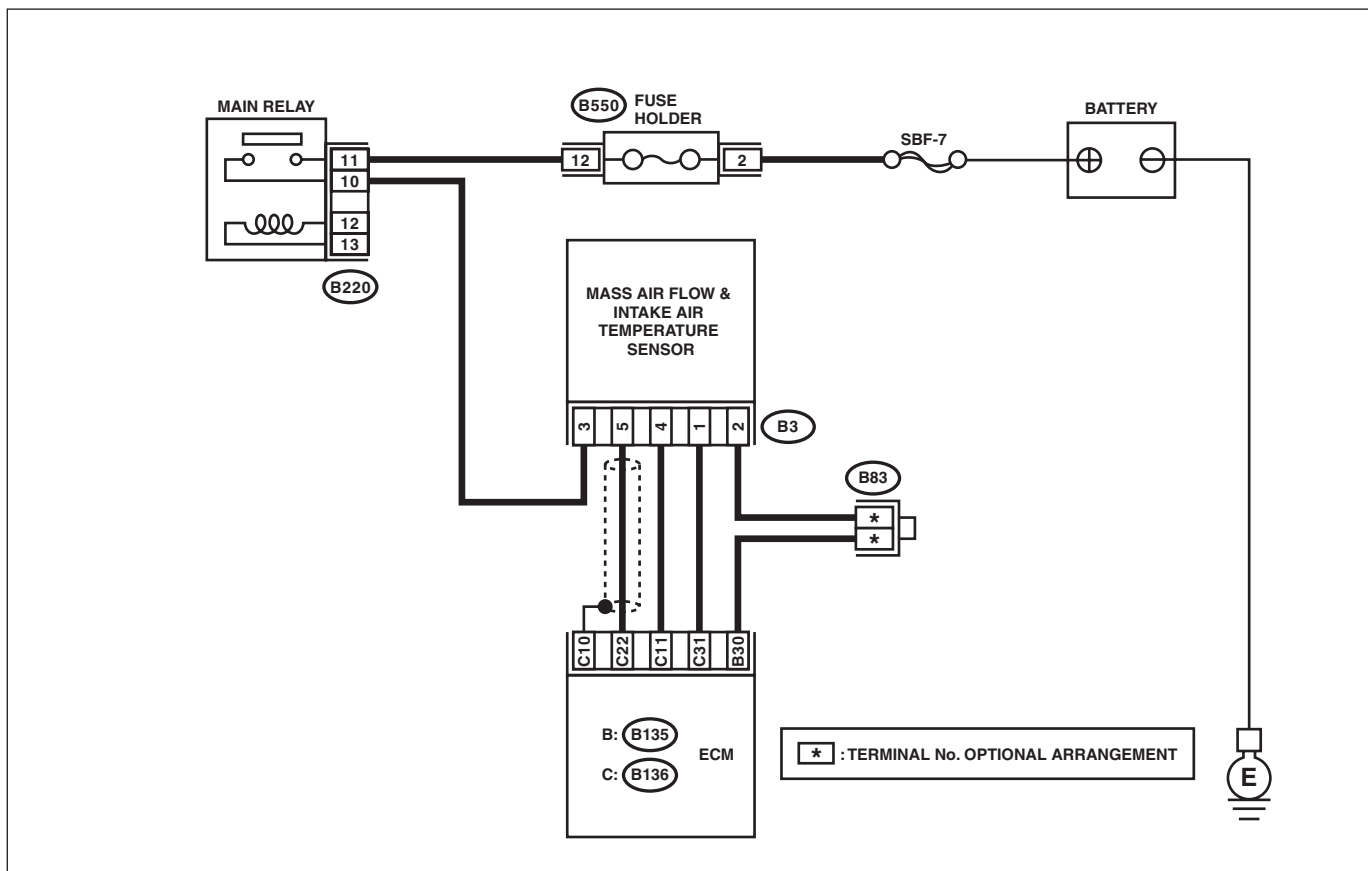 MAIN RELAY
B550
FUSE
HOLDER
SBF-7
BATTERY
11
10
12
13
12
2
B220
MASS AIR FLOW &
INTAKE AIR
TEMPERATURE
SENSOR
3
5
4
1
2
B3
B83
*
*
C10
C22
C11
C31
B30
B: B135
C: B136
ECM
* : TERMINAL No. OPTIONAL ARRANGEMENT
E